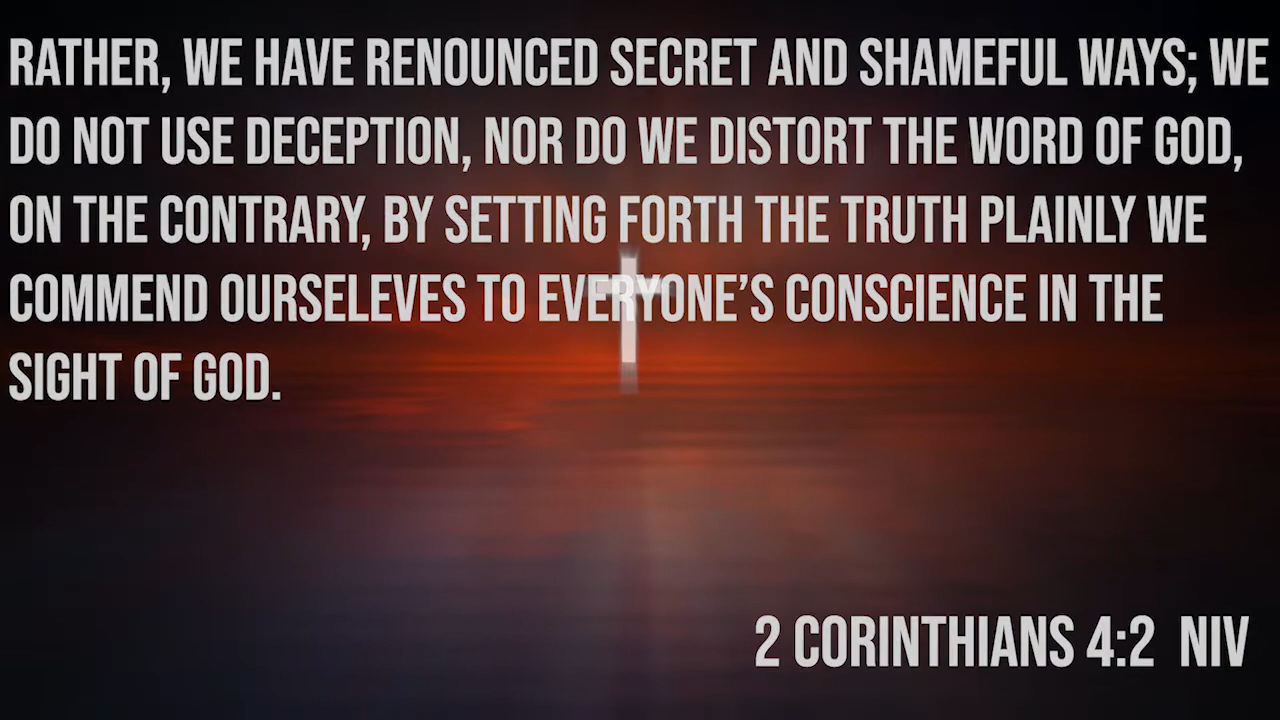 RATHER, WE HAVE RENOUNCED SECRET AND SHAMEFUL WAYS; WE
DO NOT USE DECEPTION, NOR DO WE DISTORT THE WORD OF GOD,
ON THE CONTRARY, BY SETTING FORTH THE TRUTH PLAINLY WE
COMMEND OURSELEVES TO EVERYONE’S CONSCIENCE IN THE
SIGHT OF GOD.
2 CORINTHIANS 4:2 NIV